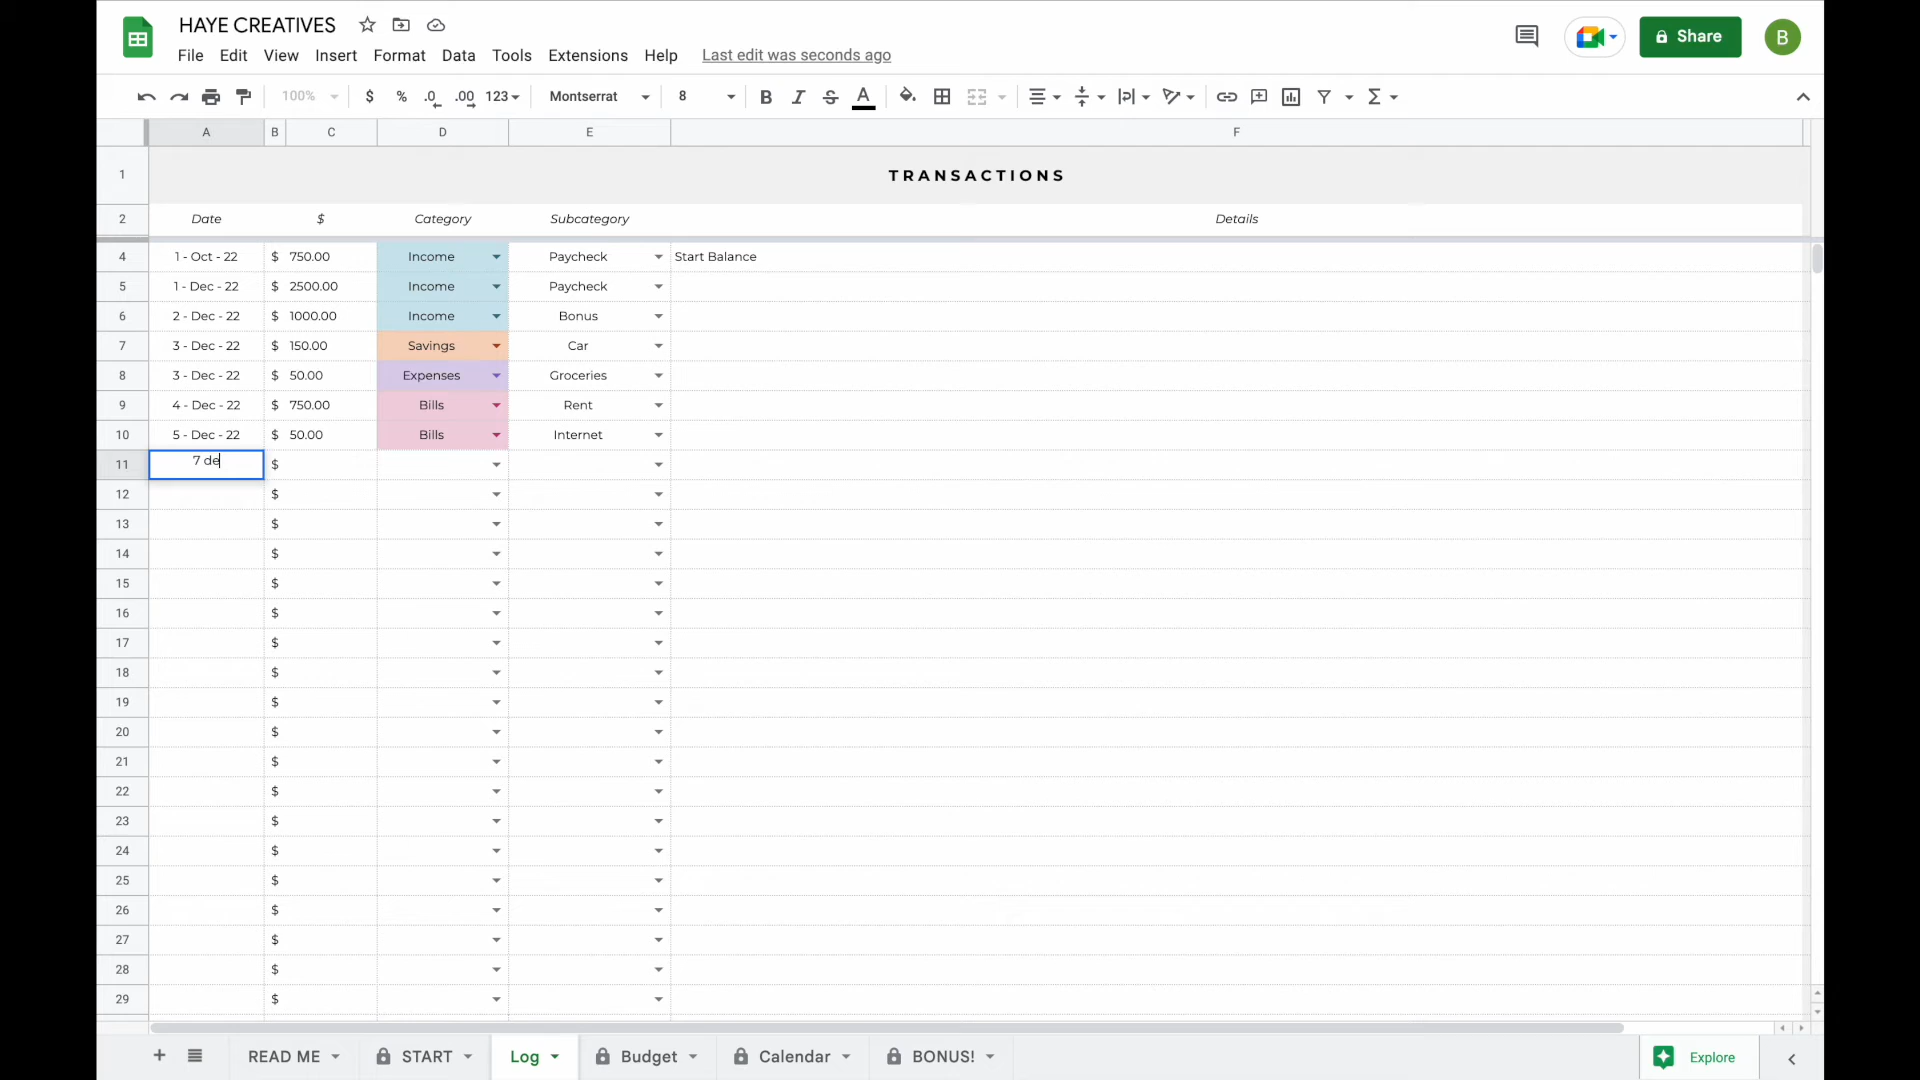 HAYE CREATIVES
File Edit View Insert Format Data Tools Extensions Help Last edit was seconds ago
Share
B
100% $ % .0 .00 123 Montserrat 8 B I S A
A B C D E F
1 TRANSACTIONS
2 Date $ Category Subcategory Details
4 1 - Oct - 22 $ 750.00 Income Paycheck Start Balance
5 1 - Dec - 22 $ 2500.00 Income Paycheck
6 2 - Dec - 22 $ 1000.00 Income Bonus
7 3 - Dec - 22 $ 150.00 Savings Car
8 3 - Dec - 22 $ 50.00 Expenses Groceries
9 4 - Dec - 22 $ 750.00 Bills Rent
10 5 - Dec - 22 $ 50.00 Bills Internet
11 7 de $
12 $
13 $
14 $
15 $
16 $
17 $
18 $
19 $
20 $
21 $
22 $
23 $
24 $
25 $
26 $
27 $
28 $
29 $
READ ME START Log Budget Calendar BONUS! Explore